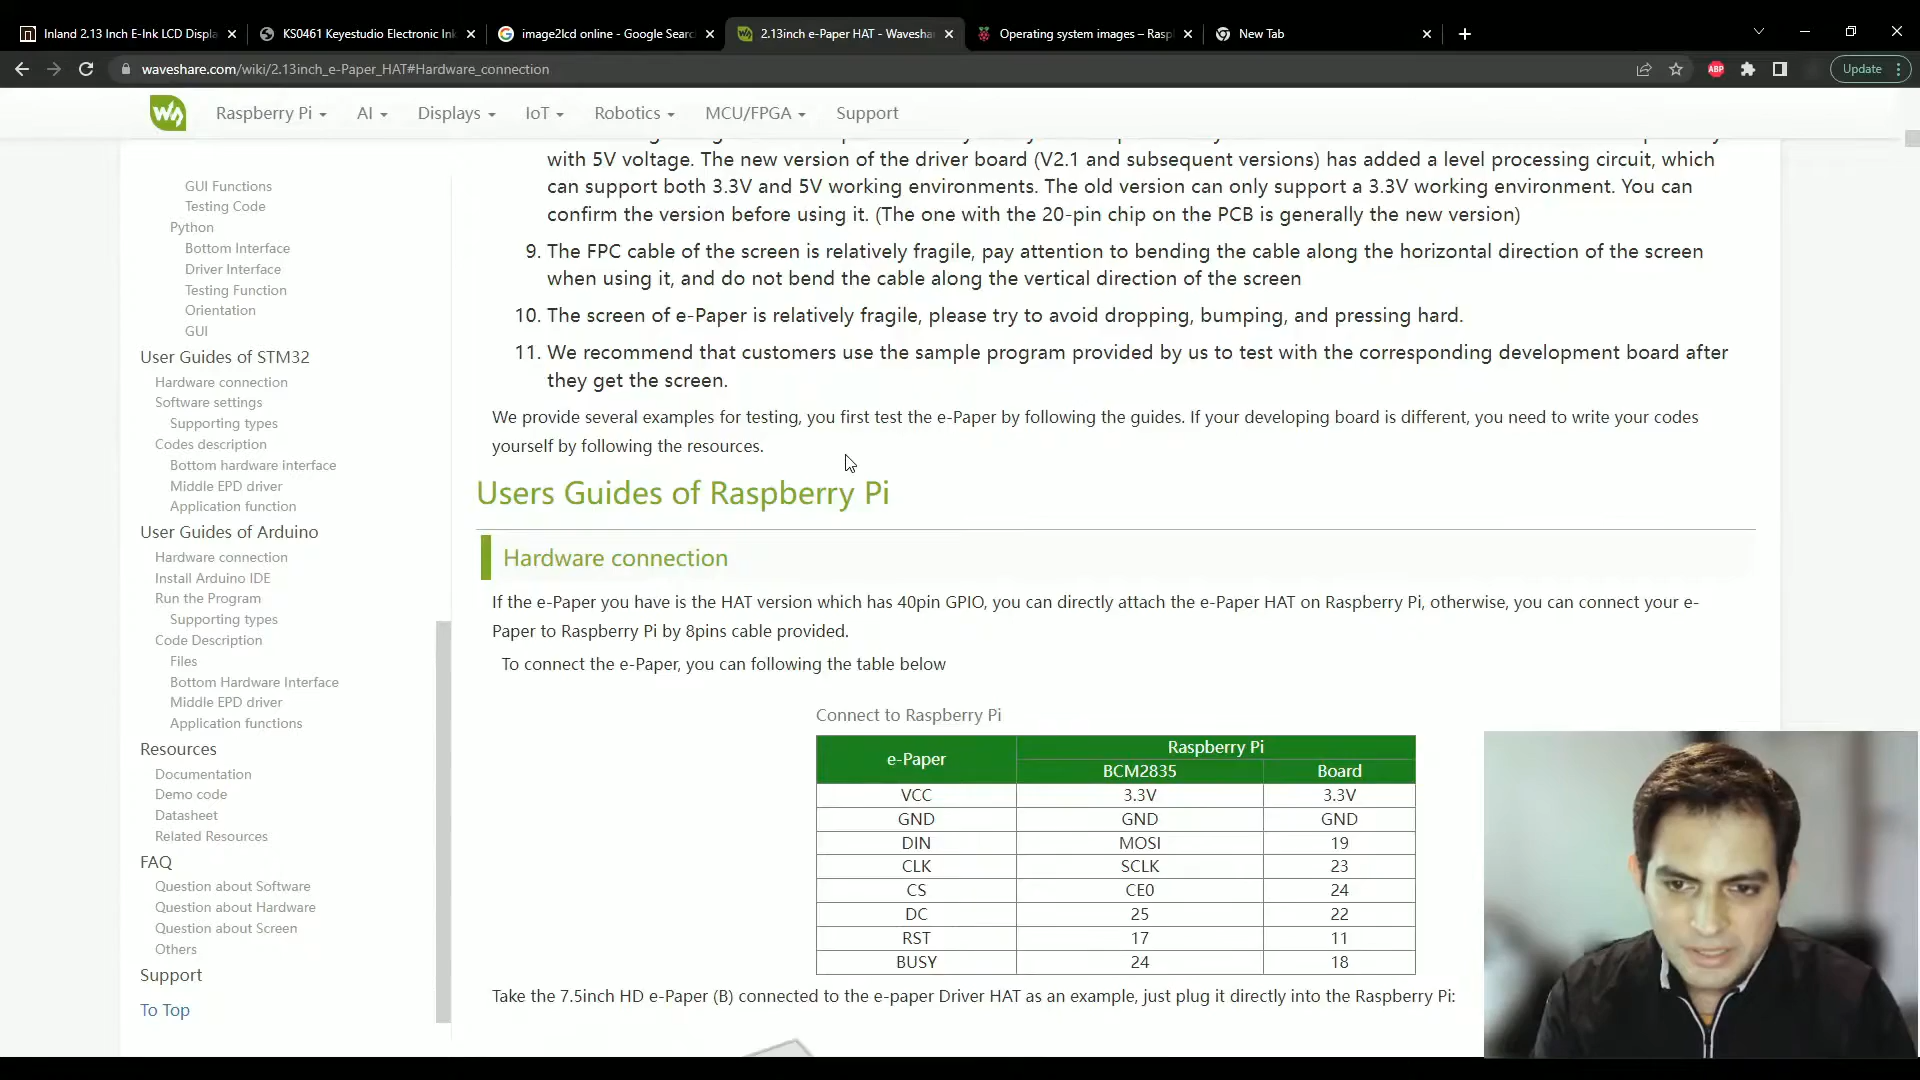 Inland 2.13 Inch E-Ink LCD Displa
KS0461 Keyestudio Electronic Ink
image2lcd online - Google Searc
2.13inch e-Paper HAT - Wavesha
Operating system images – Rasp
New Tab
waveshare.com/wiki/2.13inch_e-Paper_HAT#Hardware_connection
ABP
Update
Raspberry Pi
AI
Displays
IoT
Robotics
MCU/FPGA
Support
GUI Functions
Testing Code
Python
Bottom Interface
Driver Interface
Testing Function
Orientation
GUI
User Guides of STM32
Hardware connection
Software settings
Supporting types
Codes description
Bottom hardware interface
Middle EPD driver
Application function
User Guides of Arduino
Hardware connection
Install Arduino IDE
Run the Program
Supporting types
Code Description
Files
Bottom Hardware Interface
Middle EPD driver
Application functions
Resources
Documentation
Demo code
Datasheet
Related Resources
FAQ
Question about Software
Question about Hardware
Question about Screen
Others
Support
To Top
with 5V voltage. The new version of the driver board (V2.1 and subsequent versions) has added a level processing circuit, which
can support both 3.3V and 5V working environments. The old version can only support a 3.3V working environment. You can
confirm the version before using it. (The one with the 20-pin chip on the PCB is generally the new version)
9. The FPC cable of the screen is relatively fragile, pay attention to bending the cable along the horizontal direction of the screen
when using it, and do not bend the cable along the vertical direction of the screen
10. The screen of e-Paper is relatively fragile, please try to avoid dropping, bumping, and pressing hard.
11. We recommend that customers use the sample program provided by us to test with the corresponding development board after
they get the screen.
We provide several examples for testing, you first test the e-Paper by following the guides. If your developing board is different, you need to write your codes
yourself by following the resources.
Users Guides of Raspberry Pi
Hardware connection
If the e-Paper you have is the HAT version which has 40pin GPIO, you can directly attach the e-Paper HAT on Raspberry Pi, otherwise, you can connect your e-
Paper to Raspberry Pi by 8pins cable provided.
To connect the e-Paper, you can following the table below
Connect to Raspberry Pi
e-Paper Raspberry Pi
BCM2835 Board
VCC 3.3V 3.3V
GND GND GND
DIN MOSI 19
CLK SCLK 23
CS CE0 24
DC 25 22
RST 17 11
BUSY 24 18
Take the 7.5inch HD e-Paper (B) connected to the e-paper Driver HAT as an example, just plug it directly into the Raspberry Pi: